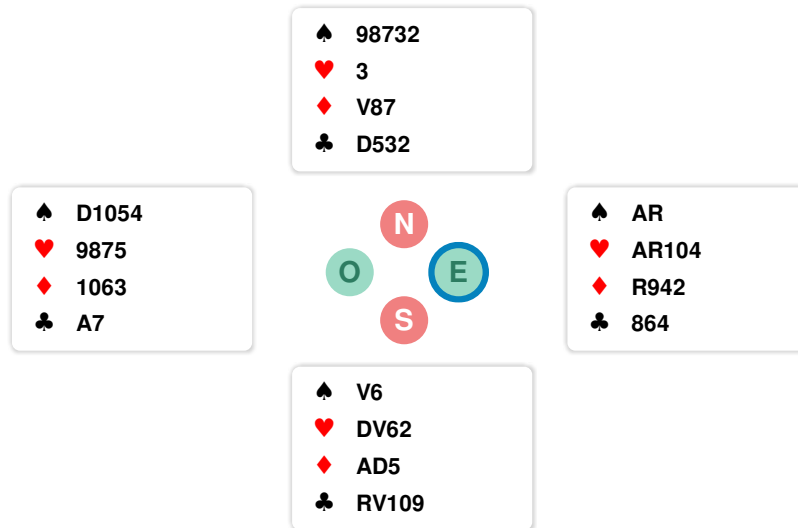 ♠ 98732
♥ 3
♦ V87
♣ D532
♠ D1054
♥ 9875
♦ 1063
♣ A7
N
O
E
S
♠ AR
♥ AR104
♦ R942
♣ 864
♠ V6
♥ DV62
♦ AD5
♣ RV109